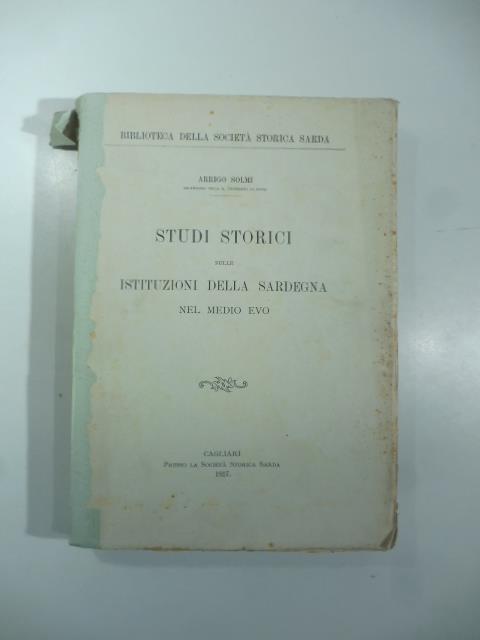 BIBLIOTECA DELLA SOCIETÀ STORICA SARDA
ARRIGO SOLMI
STUDI STORICI
SULLE
ISTITUZIONI DELLA SARDEGNA
NEL MEDIO EVO
CAGLIARI
PRESSO LA SOCIETÀ STORICA SARDA
1917.